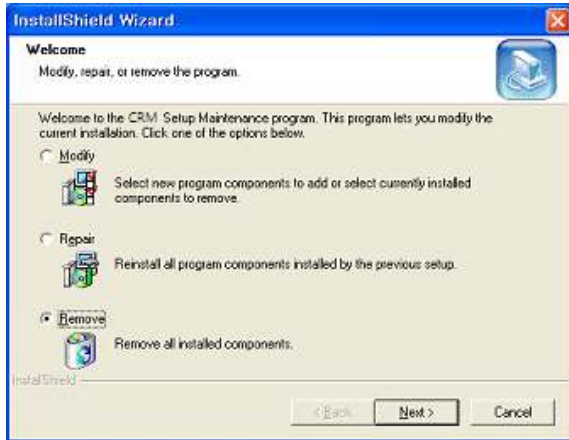 InstallShield Wizard
Welcome
Modify, repair, or remove the program.
Welcome to the CRM Setup Maintenance program. This program lets you modify the
current installation. Click one of the options below.
Modify
Select new program components to add or select currently installed
components to remove.
Repair
Reinstall all program components installed by the previous setup.
Remove
Remove all installed components.
InstallShield
< Back
Next >
Cancel